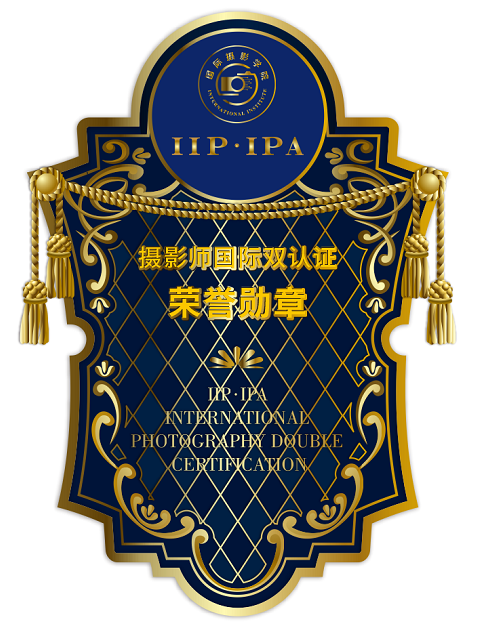 国际摄影学院
INTERNATIONAL INSTITUTE
IIP·IPA
摄影师国际双认证
荣誉勋章
IIP·IPA
INTERNATIONAL
PHOTOGRAPHY DOUBLE
CERTIFICATION